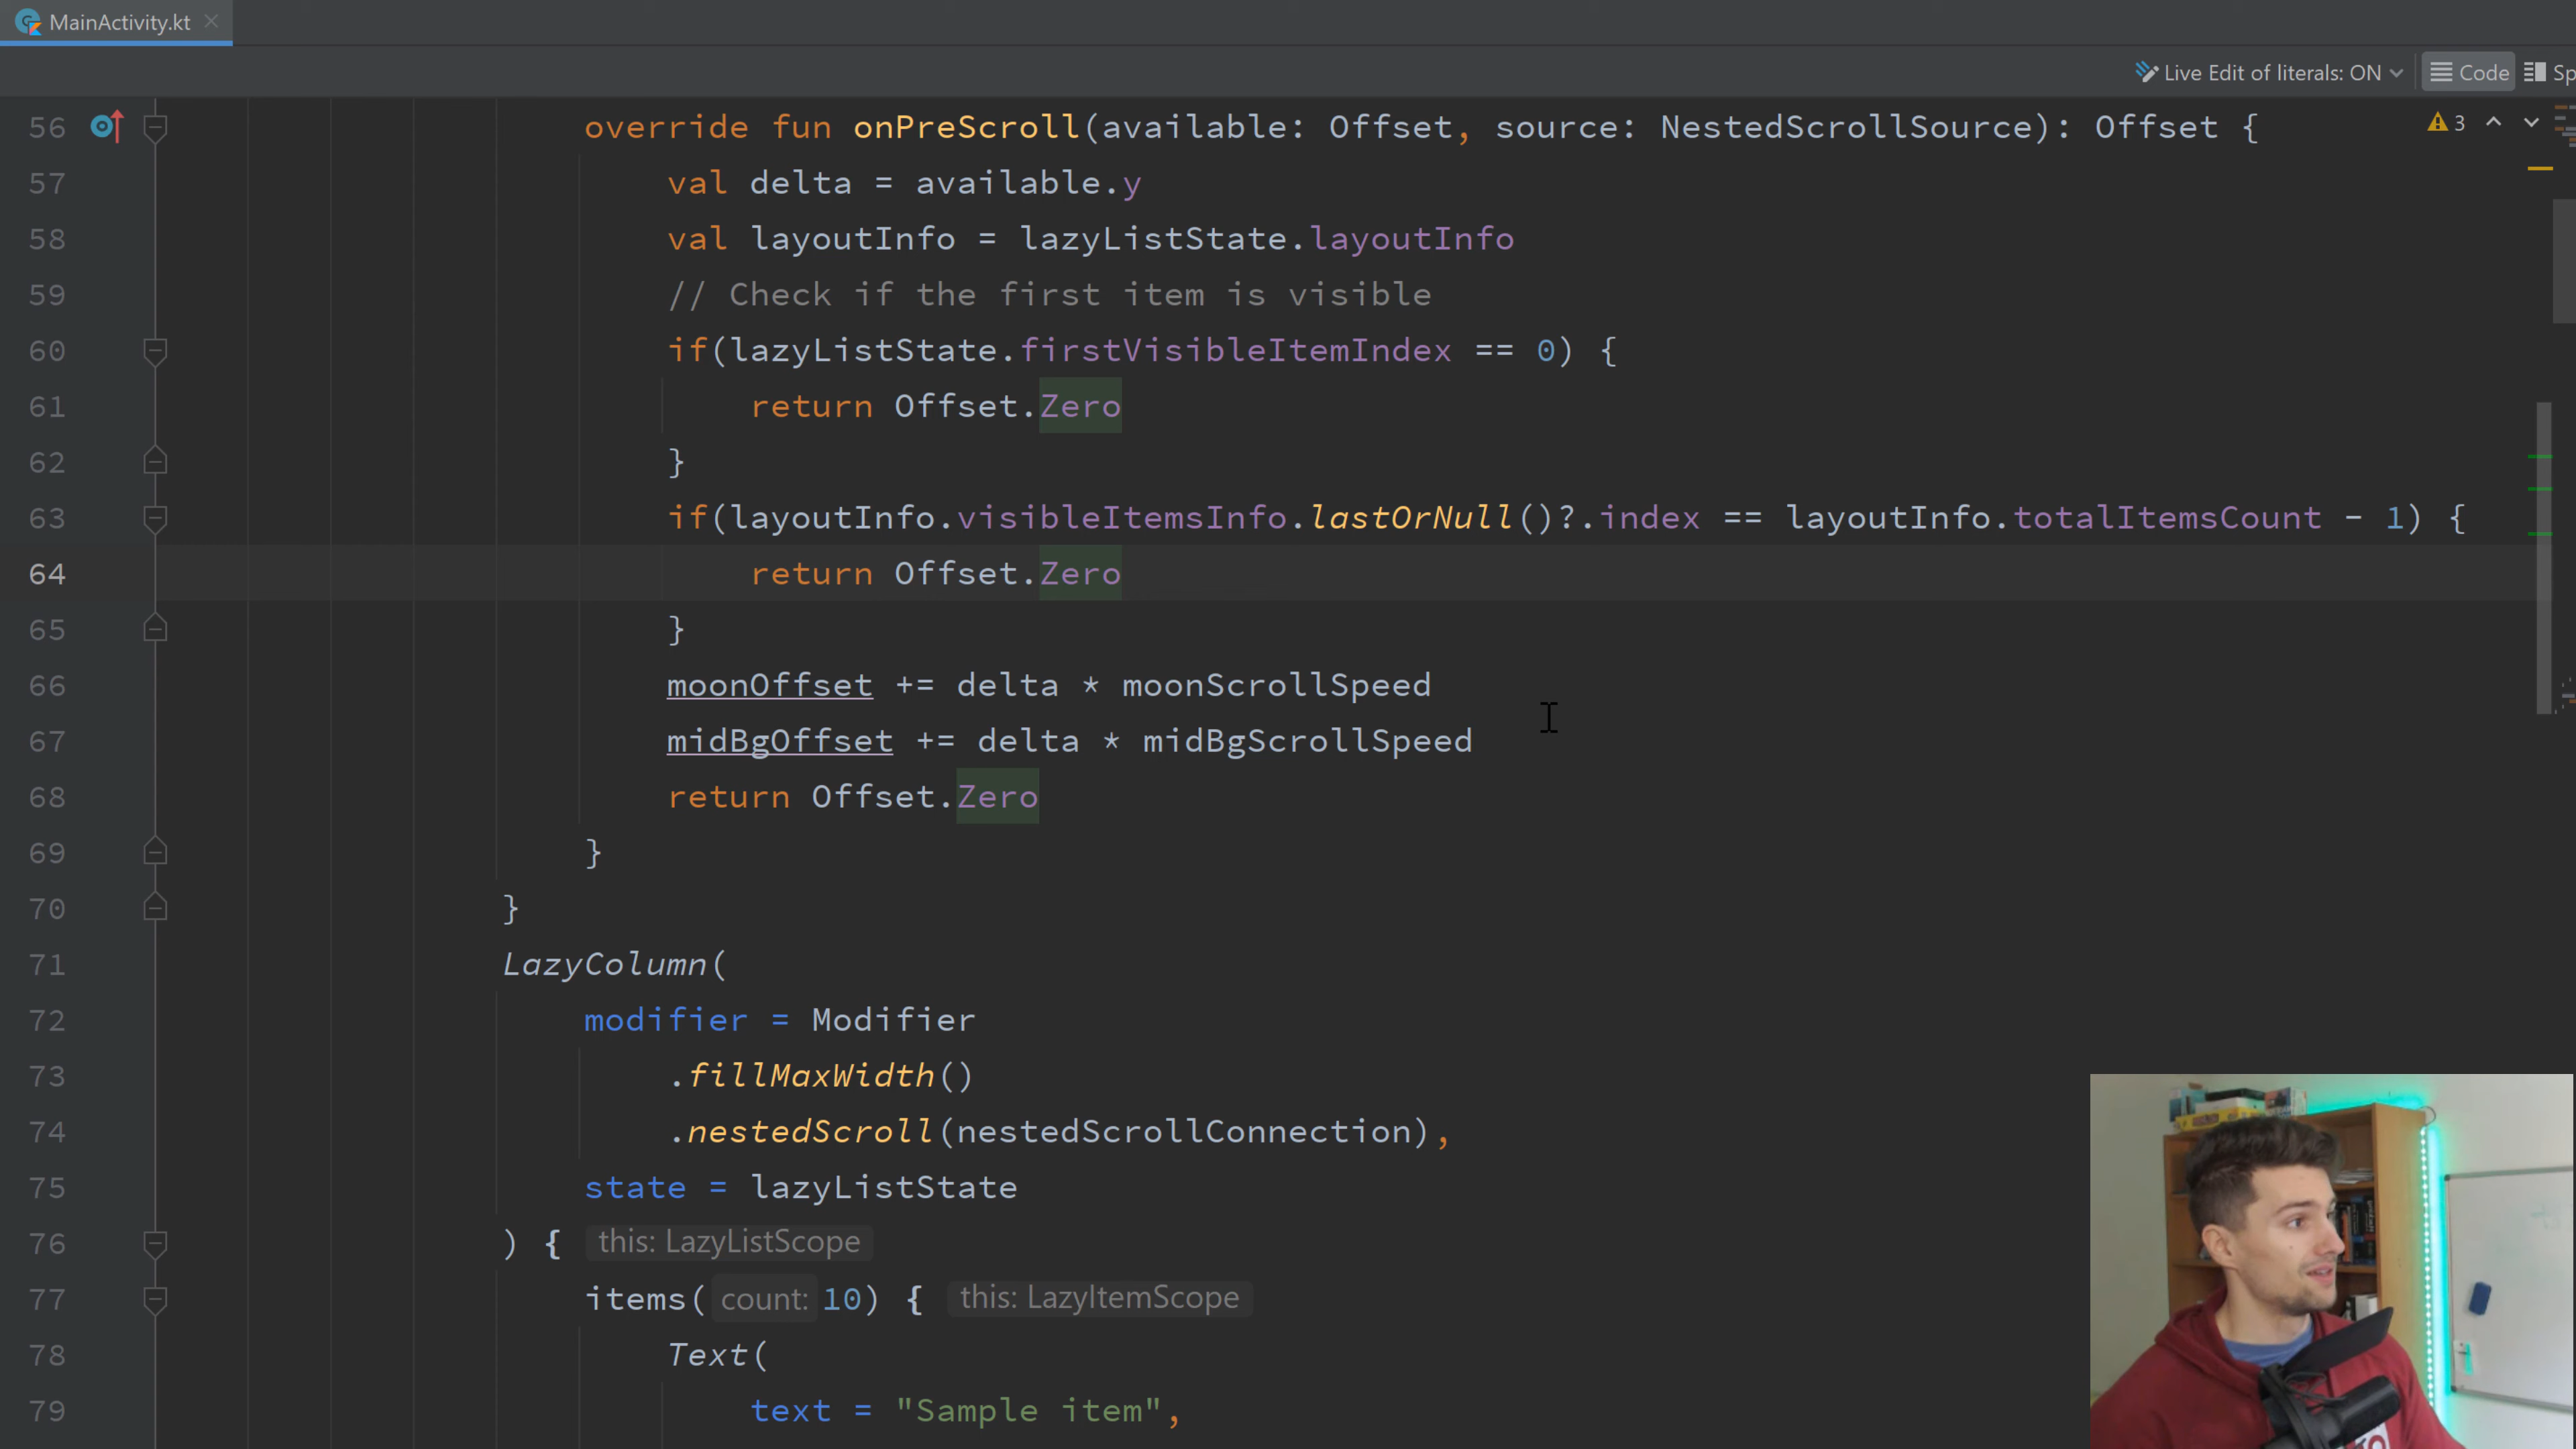 MainActivity.kt
Live Edit of literals: ON
Code
Sp
56 override fun onPreScroll(available: Offset, source: NestedScrollSource): Offset {
3
57 val delta = available.y
58 val layoutInfo = lazyListState.layoutInfo
59 // Check if the first item is visible
60 if(lazyListState.firstVisibleItemIndex == 0) {
61 return Offset.Zero
62 }
63 if(layoutInfo.visibleItemsInfo.lastOrNull()?.index == layoutInfo.totalItemsCount - 1) {
64 return Offset.Zero
65 }
66 moonOffset += delta * moonScrollSpeed
67 midBgOffset += delta * midBgScrollSpeed
68 return Offset.Zero
69 }
70 }
71 LazyColumn(
72 modifier = Modifier
73 .fillMaxWidth()
74 .nestedScroll(nestedScrollConnection),
75 state = lazyListState
76 ) { this: LazyListScope
77 items( count: 10) { this: LazyItemScope
78 Text(
79 text = "Sample item",